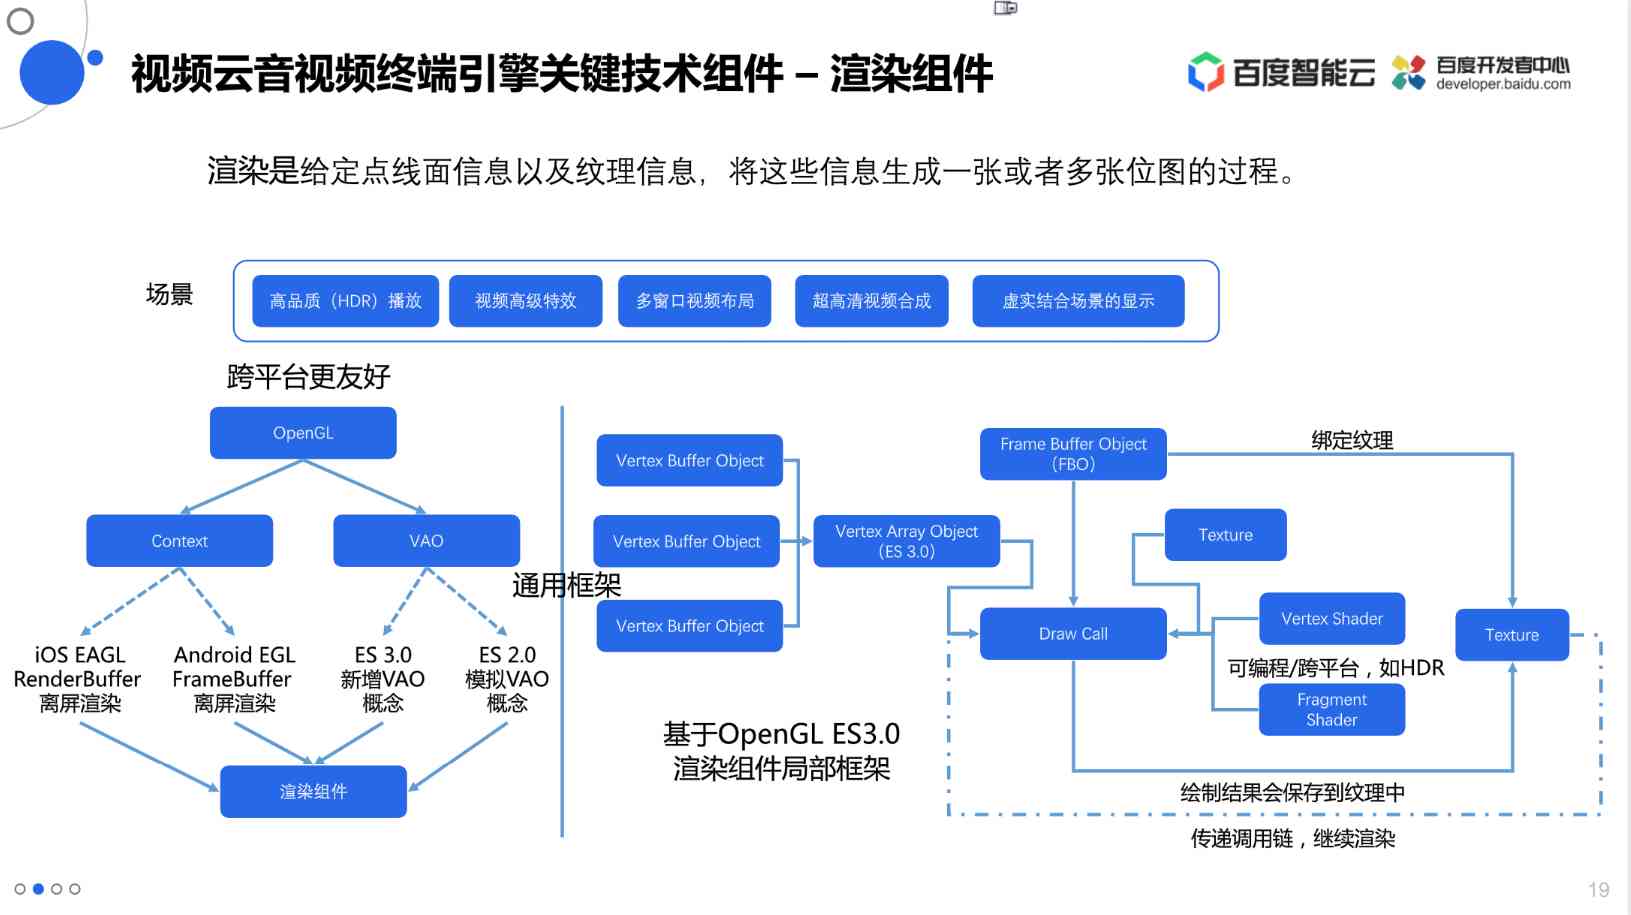 视频云音视频终端引擎关键技术组件 – 渲染组件
百度智能云
百度开发者中心
developer.baidu.com
渲染是给定点线面信息以及纹理信息，将这些信息生成一张或者多张位图的过程。
场景
高品质（HDR）播放
视频高级特效
多窗口视频布局
超高清视频合成
虚实结合场景的显示
跨平台更友好
OpenGL
Context
VAO
iOS EAGL
RenderBuffer
离屏渲染
Android EGL
FrameBuffer
离屏渲染
ES 3.0
新增VAO
概念
ES 2.0
模拟VAO
概念
渲染组件
通用框架
Vertex Buffer Object
Vertex Buffer Object
Vertex Buffer Object
Vertex Array Object
（ES 3.0）
Frame Buffer Object
（FBO）
绑定纹理
Texture
Draw Call
Vertex Shader
可编程/跨平台，如HDR
Fragment
Shader
Texture
基于OpenGL ES3.0
渲染组件局部框架
绘制结果会保存到纹理中
传递调用链，继续渲染
19